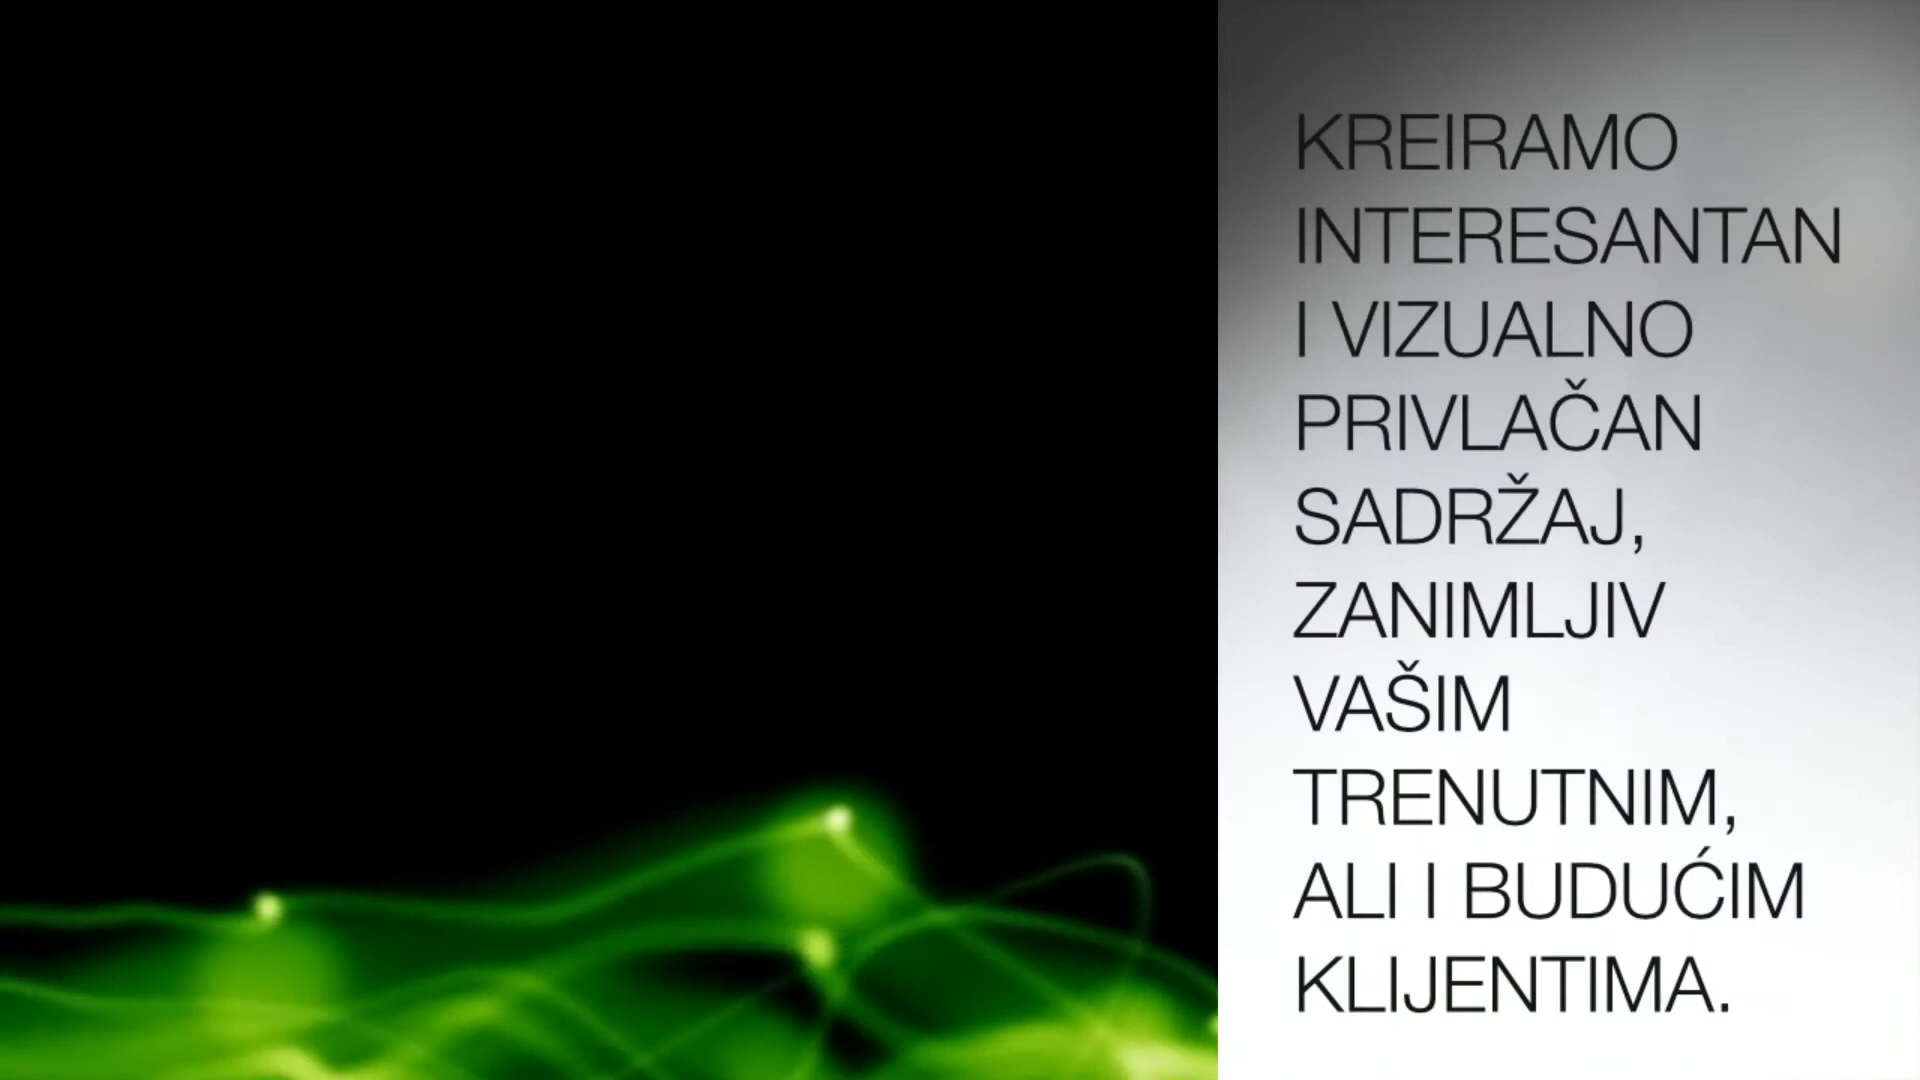 KREIRAMO
INTERESANTAN
I VIZUALNO
PRIVLAČAN
SADRŽAJ,
ZANIMLJIV
VAŠIM
TRENUTNIM,
ALI I BUDUĆIM
KLIJENTIMA.